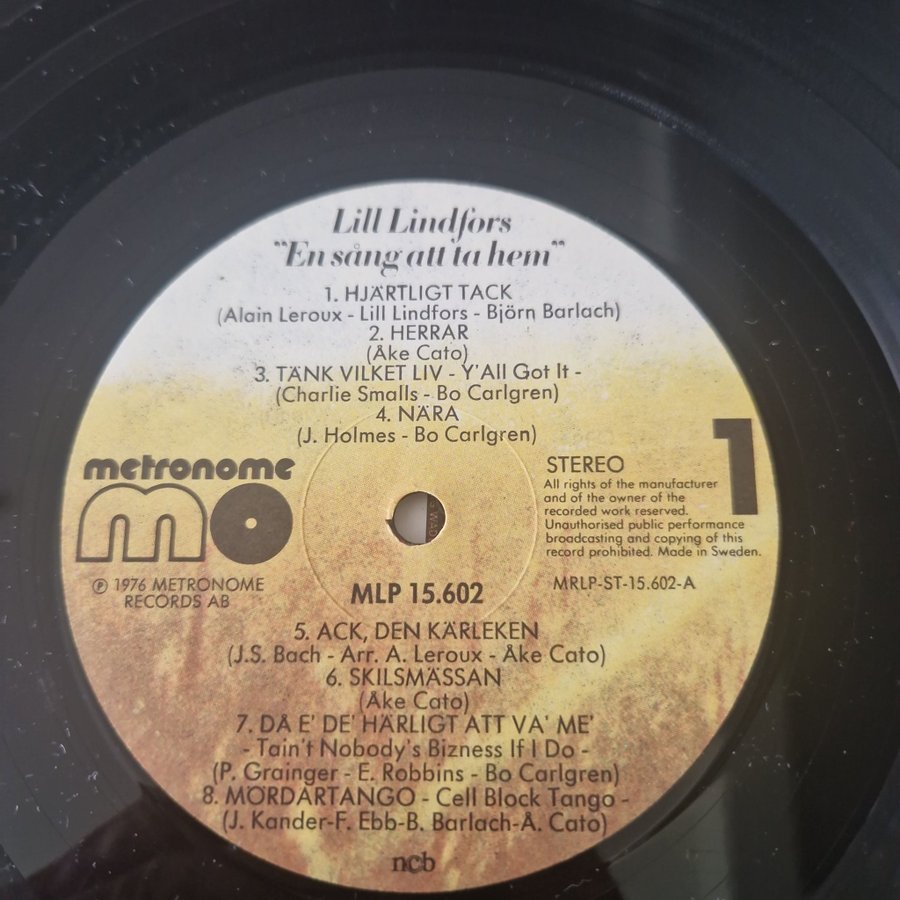 Lill Lindfors
"En sång att ta hem"
1. HJÄRTLIGT TACK
(Alain Leroux - Lill Lindfors - Björn Barlach)
2. HERRAR
(Åke Cato)
3. TÄNK VILKET LIV - Y'All Got It -
(Charlie Smalls - Bo Carlgren)
4. NÄRA
(J. Holmes - Bo Carlgren)
metronome
mo
℗ 1976 METRONOME
RECORDS AB
MLP 15.602
1
STEREO
All rights of the manufacturer
and of the owner of the
recorded work reserved.
Unauthorised public performance
broadcasting and copying of this
record prohibited. Made in Sweden.
MRLP-ST-15.602-A
5. ACK, DEN KÄRLEKEN
(J.S. Bach - Arr. A. Leroux - Åke Cato)
6. SKILSMÄSSAN
(Åke Cato)
7. DÅ E' DE' HÄRLIGT ATT VA' ME'
- Tain't Nobody's Bizness If I Do -
(P. Grainger - E. Robbins - Bo Carlgren)
8. MÖRDARTANGO - Cell Block Tango -
(J. Kander-F. Ebb-B. Barlach-Å. Cato)
ncb